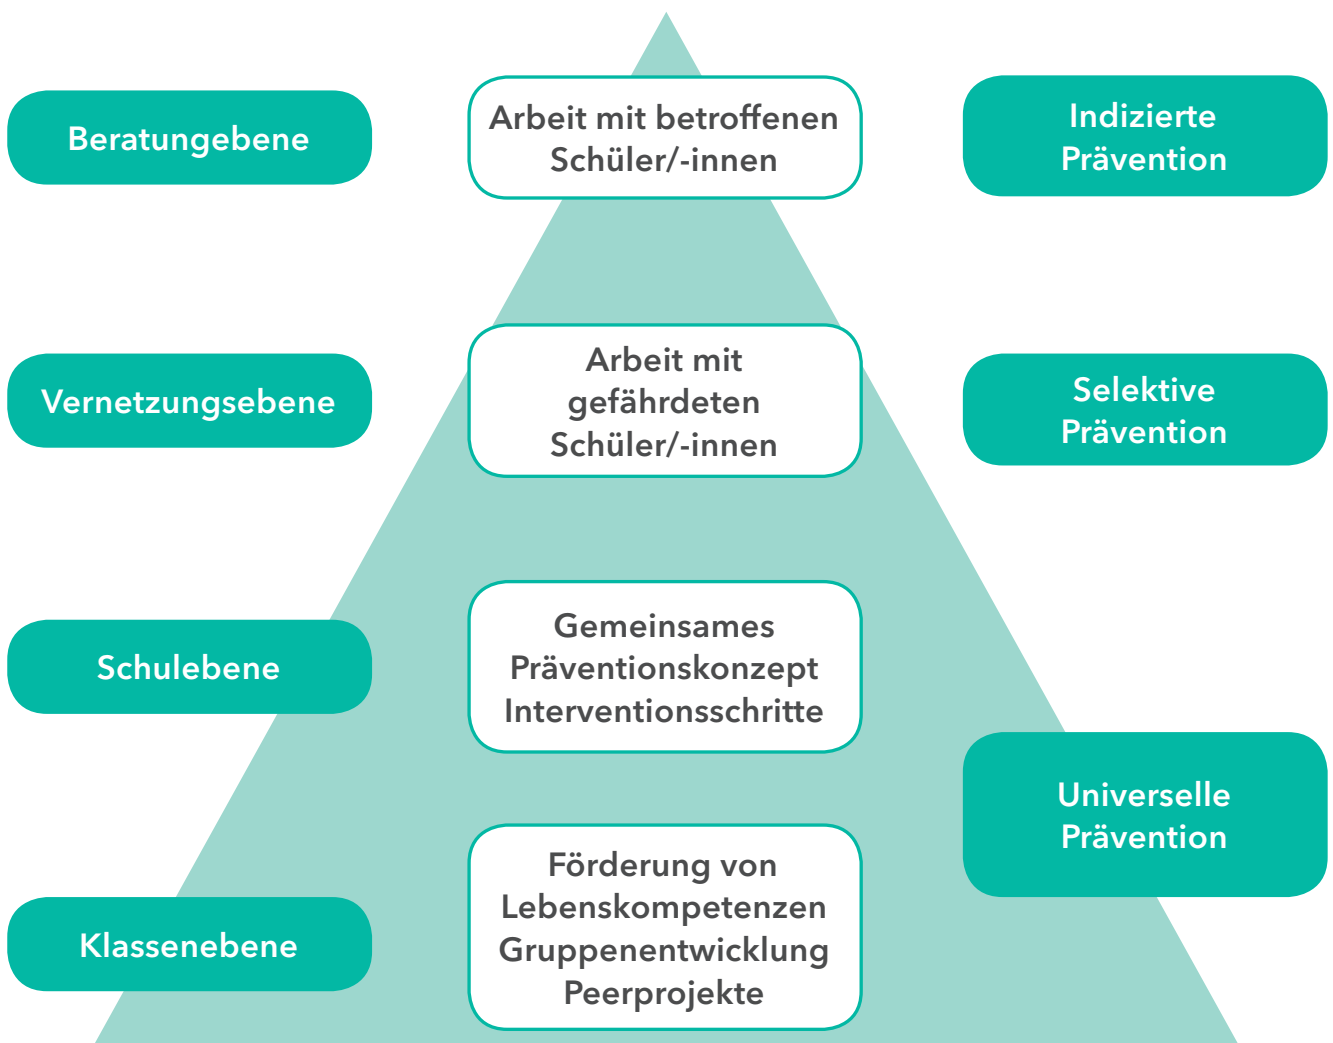 Beratungebene
Arbeit mit betroffenen
Schüler/-innen
Indizierte
Prävention
Vernetzungsebene
Arbeit mit
gefährdeten
Schüler/-innen
Selektive
Prävention
Schulebene
Gemeinsames
Präventionskonzept
Interventionsschritte
Universelle
Prävention
Klassenebene
Förderung von
Lebenskompetenzen
Gruppenentwicklung
Peerprojekte